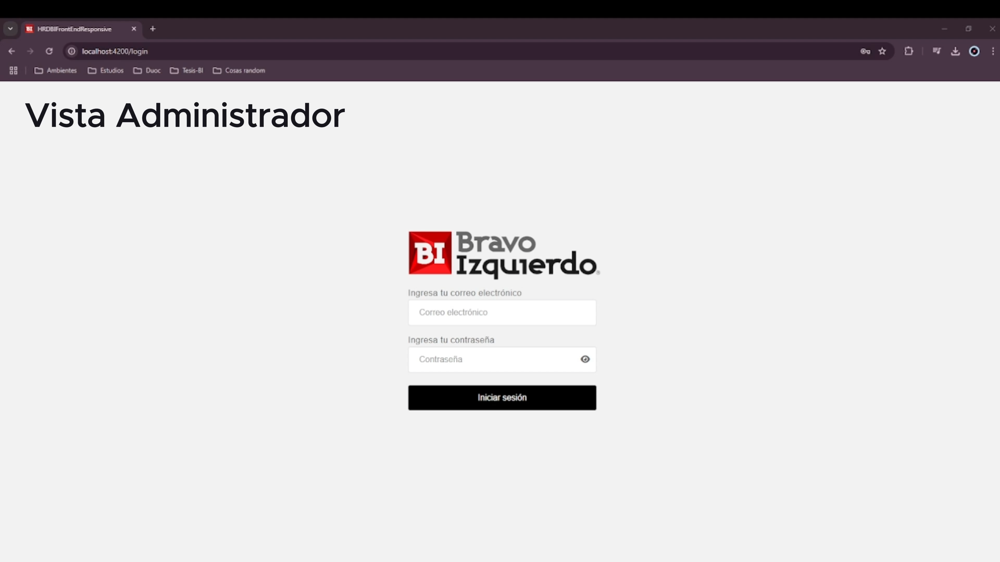 BI HRDBIFrontEndResponsive
localhost:4200/login
Ambientes Estudios Duoc Tesis-BI Cosas random
Vista Administrador
BI Bravo
Izquierdo
Ingresa tu correo electrónico
Correo electrónico
Ingresa tu contraseña
Contraseña
Iniciar sesión